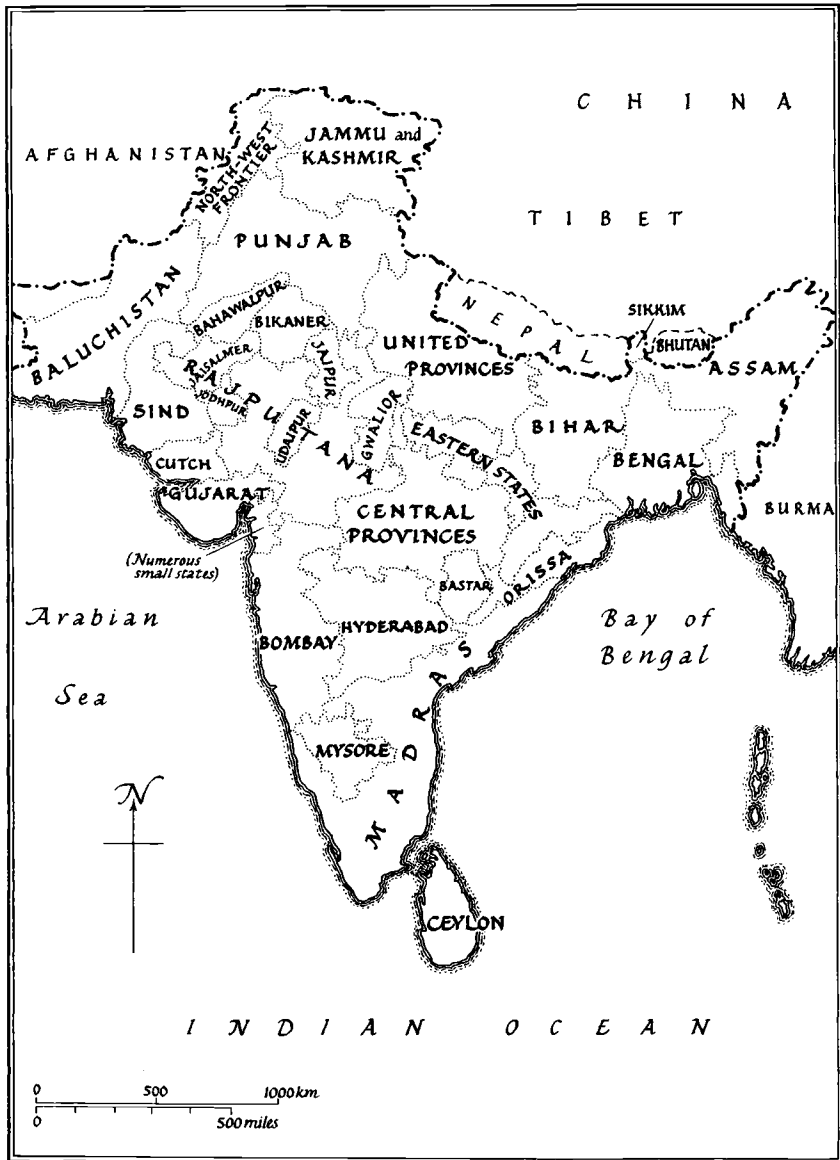 CHINA
JAMMU and
KASHMIR
AFGHANISTAN
NORTH-WEST
FRONTIER
TIBET
PUNJAB
BALUCHISTAN
BAHAWALPUR
BIKANER
NEPAL
SIKKIM
BHUTAN
ASSAM
UNITED
PROVINCES
JAISALMER
JAIPUR
RAJPUTANA
JODHPUR
SIND
UDAIPUR
GWALIOR
EASTERN STATES
BIHAR
BENGAL
CUTCH
GUJARAT
CENTRAL
PROVINCES
BURMA
(Numerous
small states)
BASTAR
ORISSA
Arabian
Sea
BOMBAY
HYDERABAD
Bay of
Bengal
MADRAS
MYSORE
N
CEYLON
INDIAN OCEAN
0 500 1000km
0 500 miles